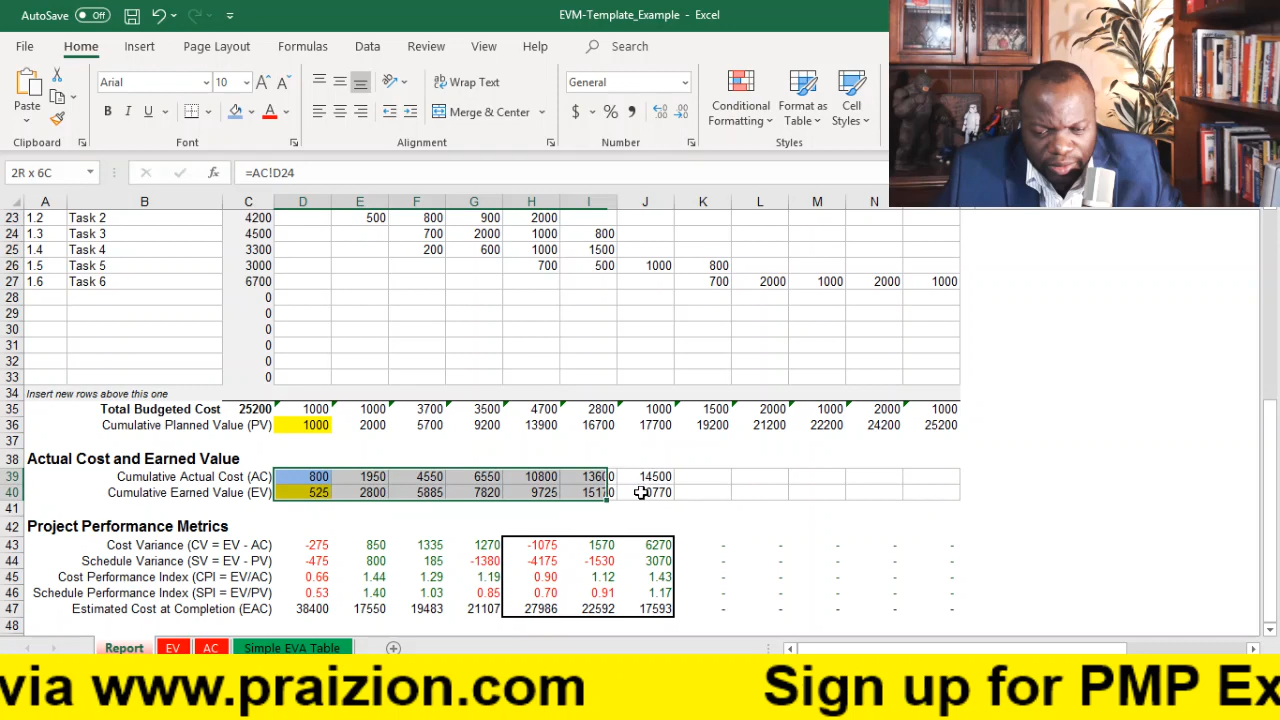 AutoSave Off EVM-Template_Example - Excel
File Home Insert Page Layout Formulas Data Review View Help Search
Paste Arial 10 Wrap Text General Conditional Format as Cell
B I U Merge & Center $ % Formatting Table Styles
Clipboard Font Alignment Number Styles
2R x 6C fx =AC!D24
A B C D E F G H I J K L M N
23 1.2 Task 2 4200 500 800 900 2000
24 1.3 Task 3 4500 700 2000 1000 800
25 1.4 Task 4 3300 200 600 1000 1500
26 1.5 Task 5 3000 700 500 1000 800
27 1.6 Task 6 6700 700 2000 1000 2000 1000
28 0
29 0
30 0
31 0
32 0
33 0
34 Insert new rows above this one
35 Total Budgeted Cost 25200 1000 1000 3700 3500 4700 2800 1000 1500 2000 1000 2000 1000
36 Cumulative Planned Value (PV) 1000 2000 5700 9200 13900 16700 17700 19200 21200 22200 24200 25200
37
38 Actual Cost and Earned Value
39 Cumulative Actual Cost (AC) 800 1950 4550 6550 10800 13600 14500
40 Cumulative Earned Value (EV) 525 2800 5885 7820 9725 15170
41
42 Project Performance Metrics
43 Cost Variance (CV = EV - AC) -275 850 1335 1270 -1075 1570 6270 - - - - -
44 Schedule Variance (SV = EV - PV) -475 800 185 -1380 -4175 -1530 3070 - - - - -
45 Cost Performance Index (CPI = EV/AC) 0.66 1.44 1.29 1.19 0.90 1.12 1.43 - - - - -
46 Schedule Performance Index (SPI = EV/PV) 0.53 1.40 1.03 0.85 0.70 0.91 1.17 - - - - -
47 Estimated Cost at Completion (EAC) 38400 17550 19483 21107 27986 22592 17593 - - - - -
48
Report EV AC Simple EVA Table
via www.praizion.com Sign up for PMP Ex